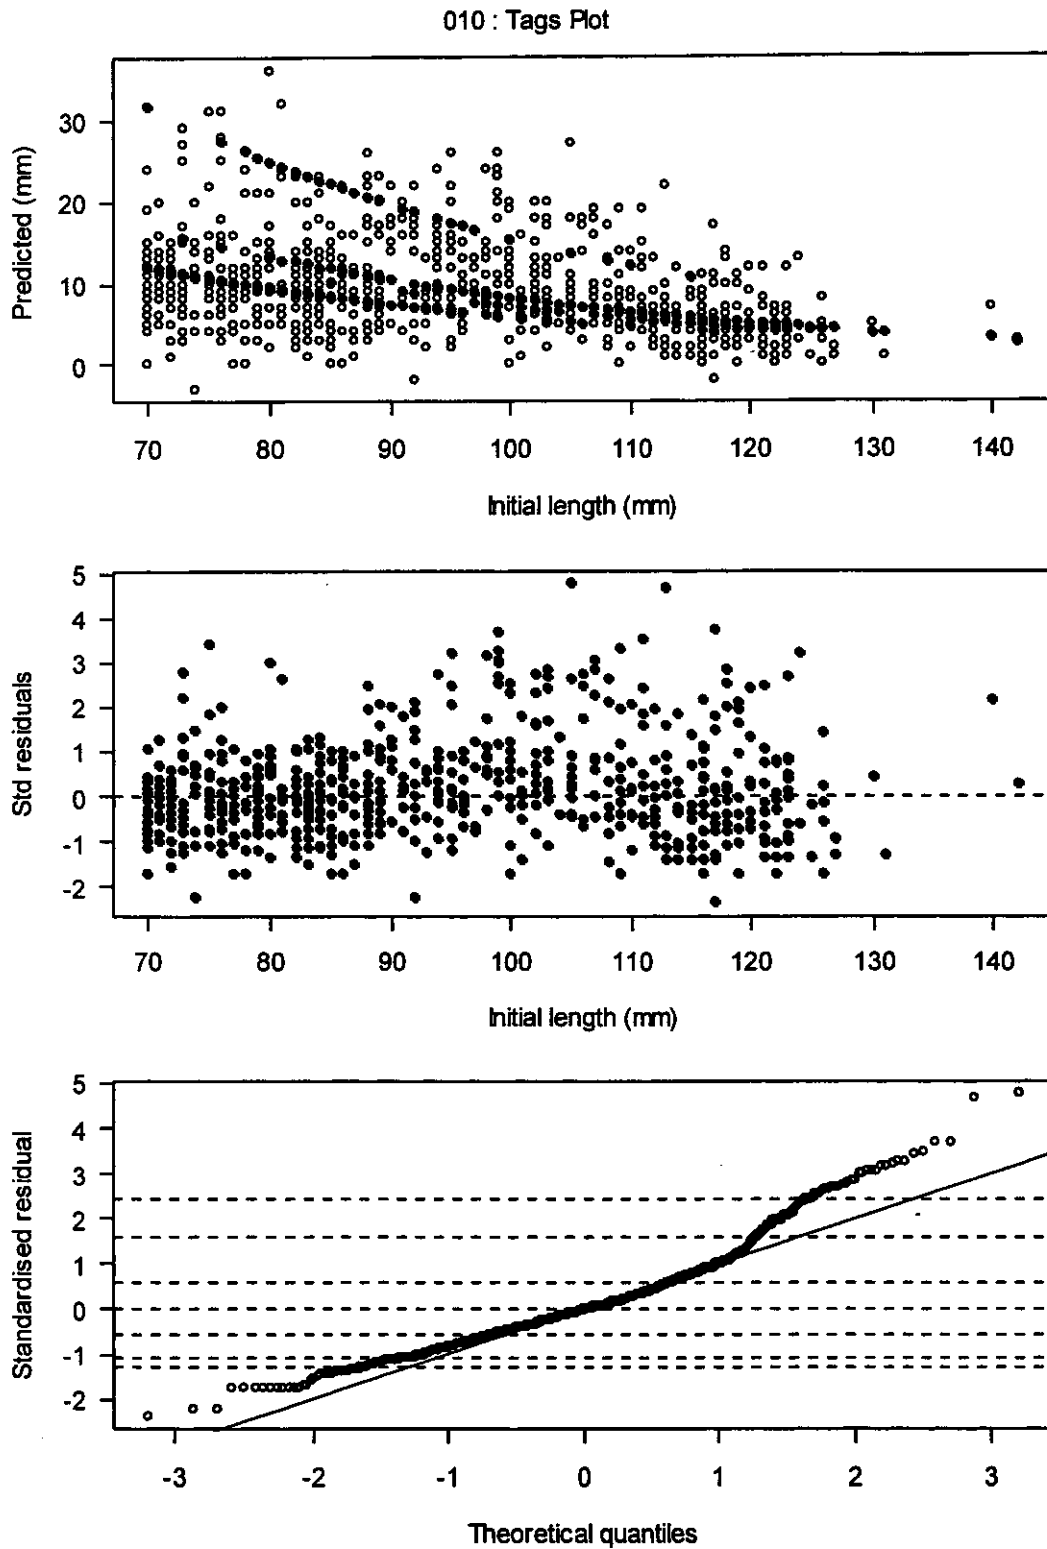 010 : Tags Plot
Predicted (mm)
30
20
10
0
70 80 90 100 110 120 130 140
Initial length (mm)
Std residuals
5
4
3
2
1
0
-1
-2
70 80 90 100 110 120 130 140
Initial length (mm)
Standardised residual
5
4
3
2
1
0
-1
-2
-3 -2 -1 0 1 2 3
Theoretical quantiles